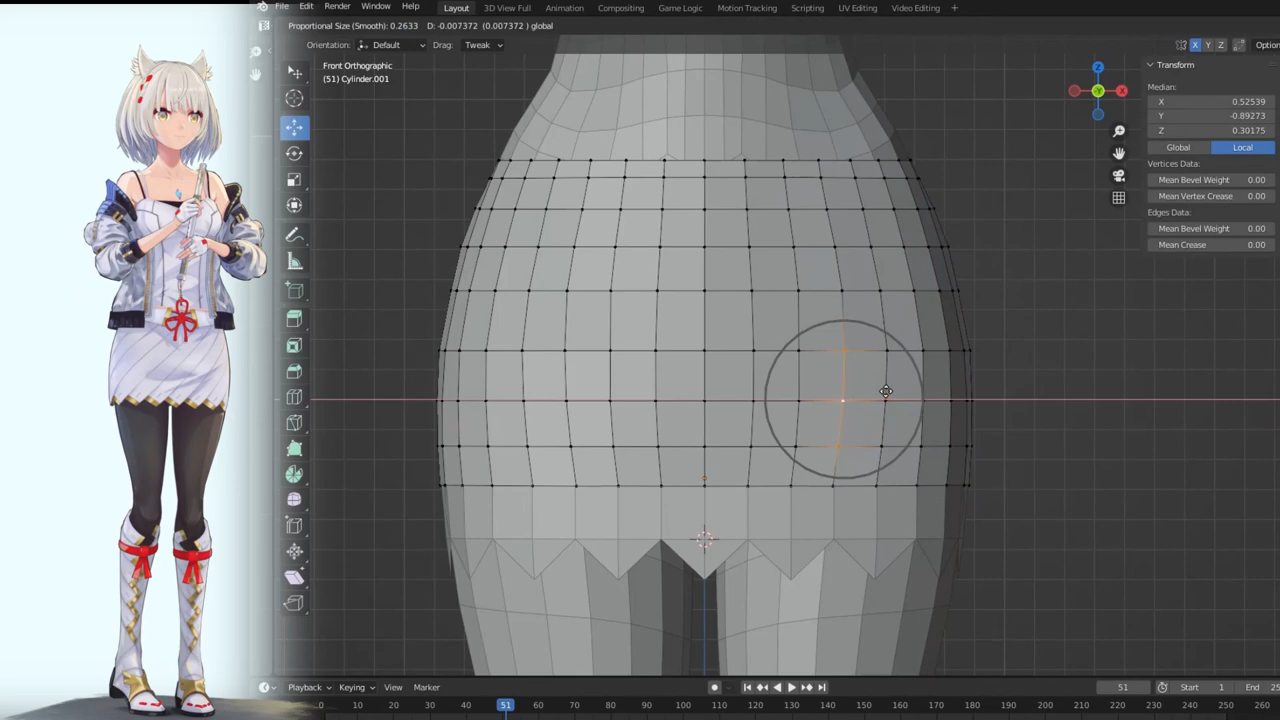 File Edit Render Window Help Layout 3D View Full Animation Compositing Game Logic Motion Tracking Scripting UV Editing Video Editing +
Proportional Size (Smooth): 0.2633 D: -0.007372 (0.007372 ) global
Orientation: Default Drag: Tweak X Y Z Option
Front Orthographic
(51) Cylinder.001
Z
Y
X
Transform
Median:
X 0.52539
Y -0.89273
Z 0.30175
Global Local
Vertices Data:
Mean Bevel Weight 0.00
Mean Vertex Crease 0.00
Edges Data:
Mean Bevel Weight 0.00
Mean Crease 0.00
Playback Keying View Marker 51 Start 1 End 25
0 10 20 30 40 51 60 70 80 90 100 110 120 130 140 150 160 170 180 190 200 210 220 230 240 250 260